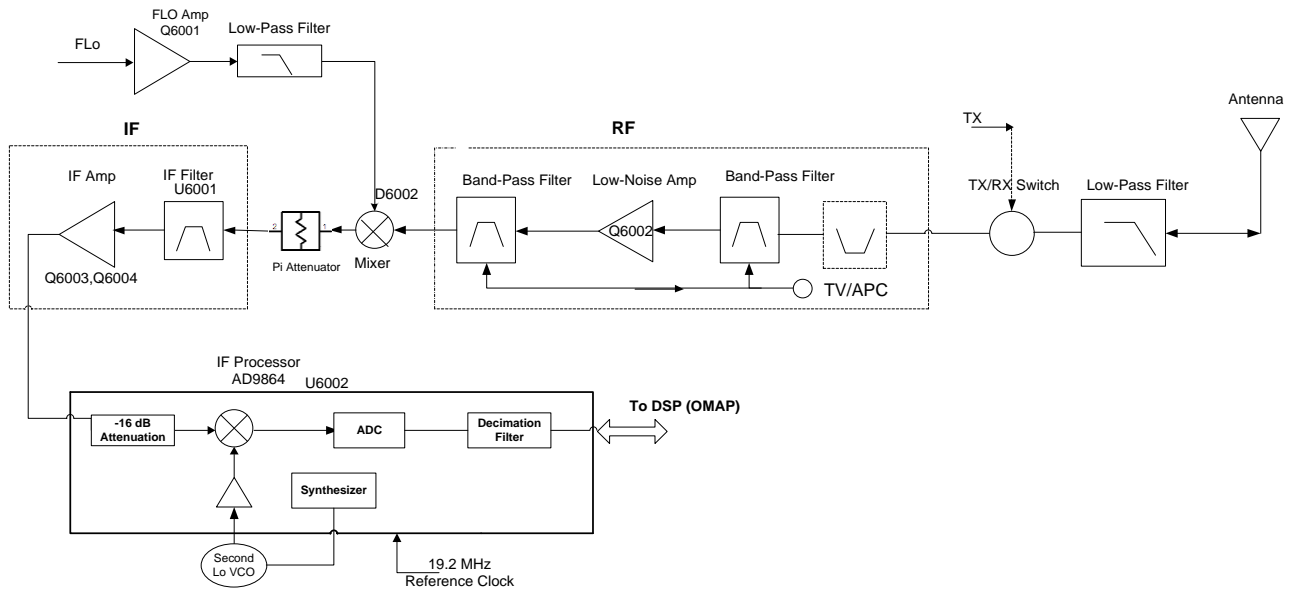 FLO Amp
Q6001
Low-Pass Filter
FLo
Antenna
IF
RF
TX
IF Amp
IF Filter
U6001
D6002
Band-Pass Filter
Low-Noise Amp
Band-Pass Filter
TX/RX Switch
Low-Pass Filter
2
1
Q6002
Pi Attenuator
Mixer
Q6003,Q6004
TV/APC
IF Processor
AD9864
U6002
-16 dB
Attenuation
ADC
Decimation
Filter
To DSP (OMAP)
Synthesizer
Second
Lo VCO
19.2 MHz
Reference Clock